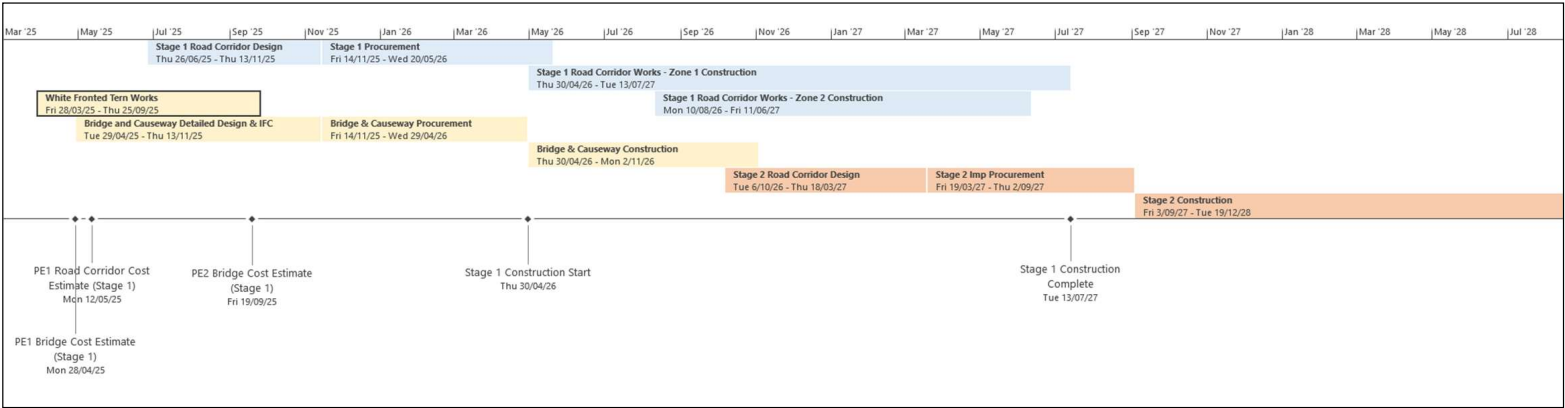 Mar '25 May '25 Jul '25 Sep '25 Nov '25 Jan '26 Mar '26 May '26 Jul '26 Sep '26 Nov '26 Jan '27 Mar '27 May '27 Jul '27 Sep '27 Nov '27 Jan '28 Mar '28 May '28 Jul '28
Stage 1 Road Corridor Design
Thu 26/06/25 - Thu 13/11/25
Stage 1 Procurement
Fri 14/11/25 - Wed 20/05/26
Stage 1 Road Corridor Works - Zone 1 Construction
Thu 30/04/26 - Tue 13/07/27
White Fronted Tern Works
Fri 28/03/25 - Thu 25/09/25
Stage 1 Road Corridor Works - Zone 2 Construction
Mon 10/08/26 - Fri 11/06/27
Bridge and Causeway Detailed Design & IFC
Tue 29/04/25 - Thu 13/11/25
Bridge & Causeway Procurement
Fri 14/11/25 - Wed 29/04/26
Bridge & Causeway Construction
Thu 30/04/26 - Mon 2/11/26
Stage 2 Road Corridor Design
Tue 6/10/26 - Thu 18/03/27
Stage 2 Imp Procurement
Fri 19/03/27 - Thu 2/09/27
Stage 2 Construction
Fri 3/09/27 - Tue 19/12/28
PE1 Road Corridor Cost
Estimate (Stage 1)
Mon 12/05/25
PE2 Bridge Cost Estimate
(Stage 1)
Fri 19/09/25
Stage 1 Construction Start
Thu 30/04/26
Stage 1 Construction
Complete
Tue 13/07/27
PE1 Bridge Cost Estimate
(Stage 1)
Mon 28/04/25